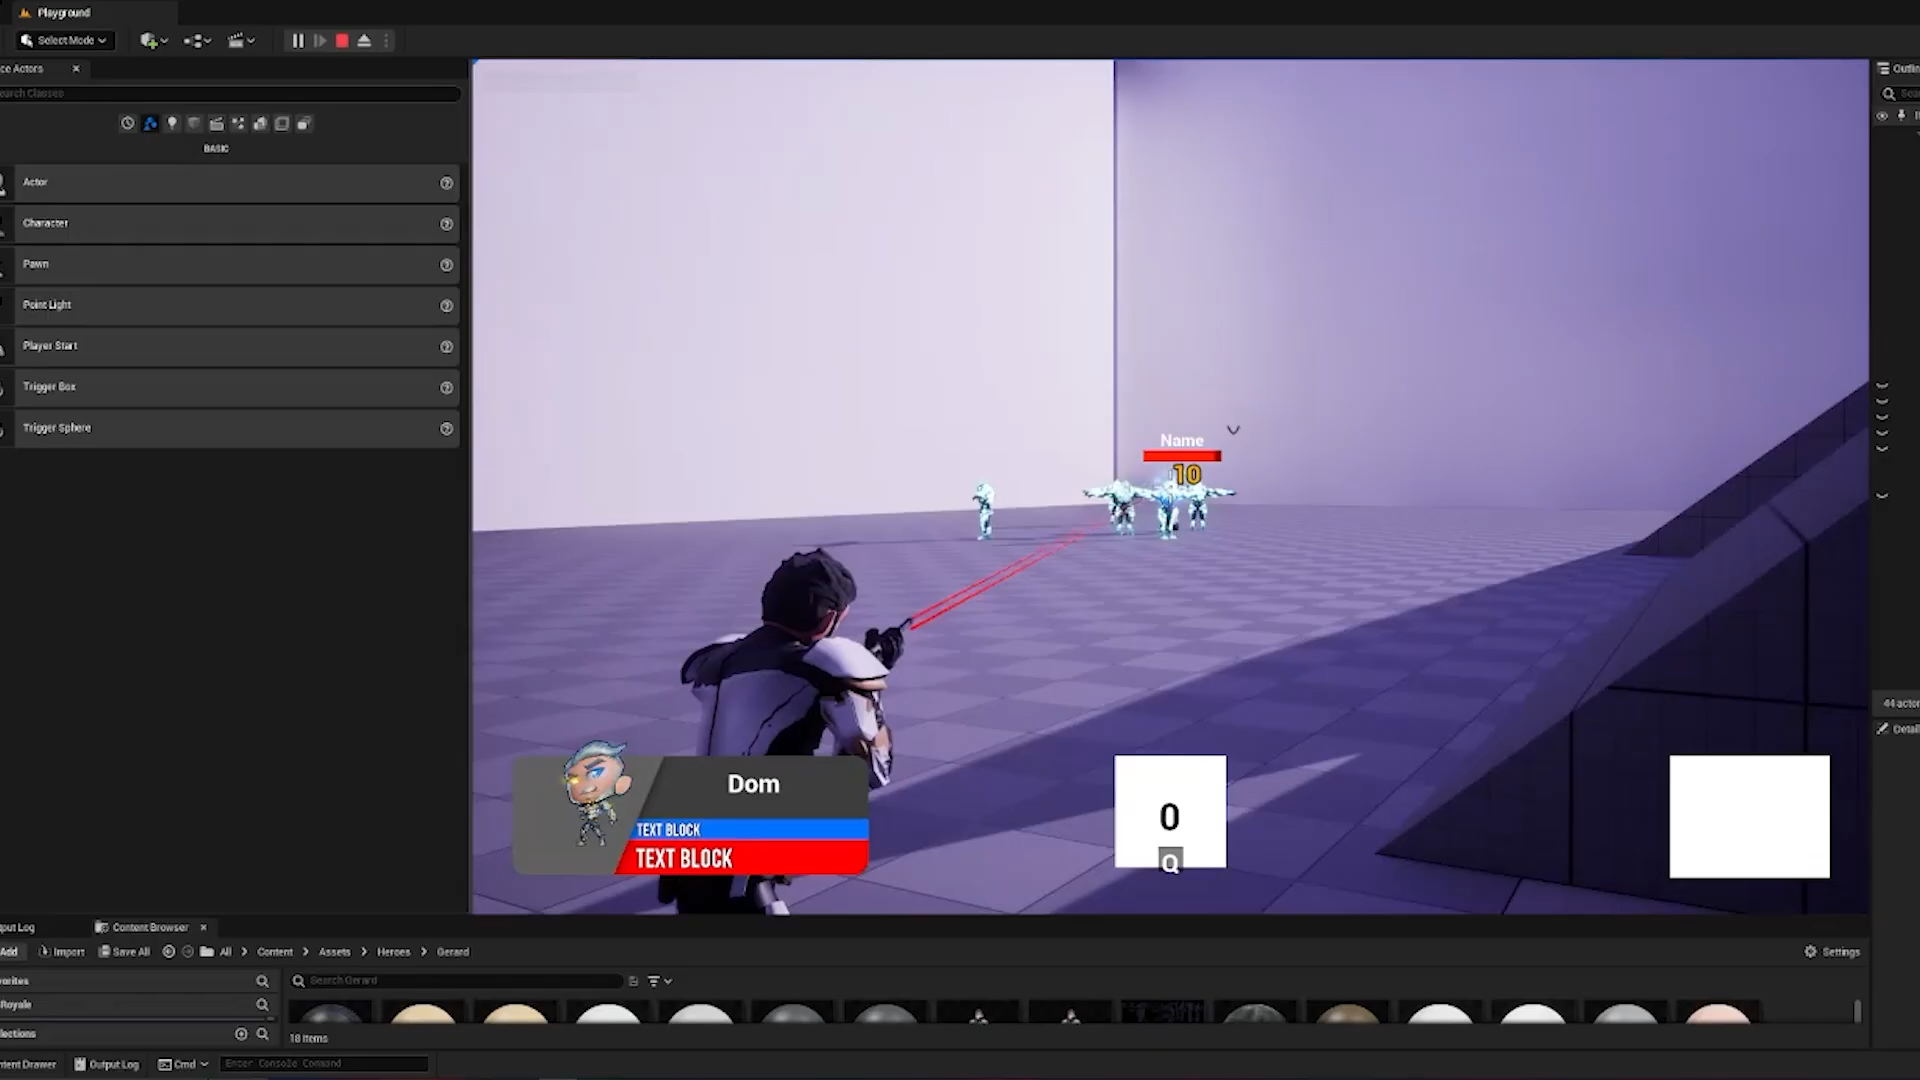 Playground
Select Mode
ce Actors
earch Classes
BASIC
Actor
Character
Pawn
Point Light
Player Start
Trigger Box
Trigger Sphere
Name
10
Dom
TEXT BLOCK
TEXT BLOCK
0
Q
Outlin
Sea
44 actor
Detail
put Log
Content Browser
Add
Import
Save All
All
Content
Assets
Heroes
Gerard
Settings
vorites
Search Gerard
Royale
lections
18 items
ntent Drawer
Output Log
Cmd
Enter Console Command